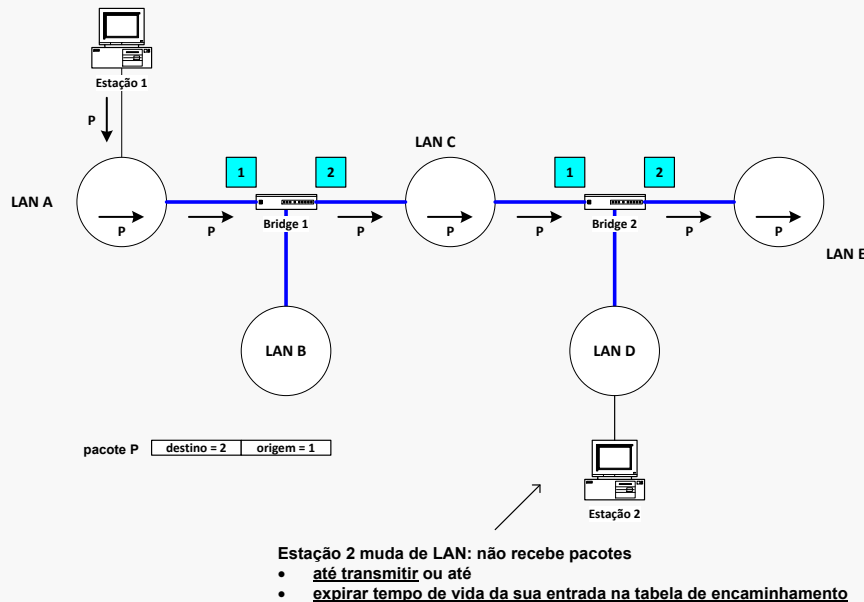 Estação 1
P
LAN C
1
2
1
2
LAN A
P
P
Bridge 1
P
P
P
Bridge 2
P
P
LAN E
LAN B
LAN D
pacote P
destino = 2
origem = 1
Estação 2
Estação 2 muda de LAN: não recebe pacotes
• até transmitir ou até
• expirar tempo de vida da sua entrada na tabela de encaminhamento